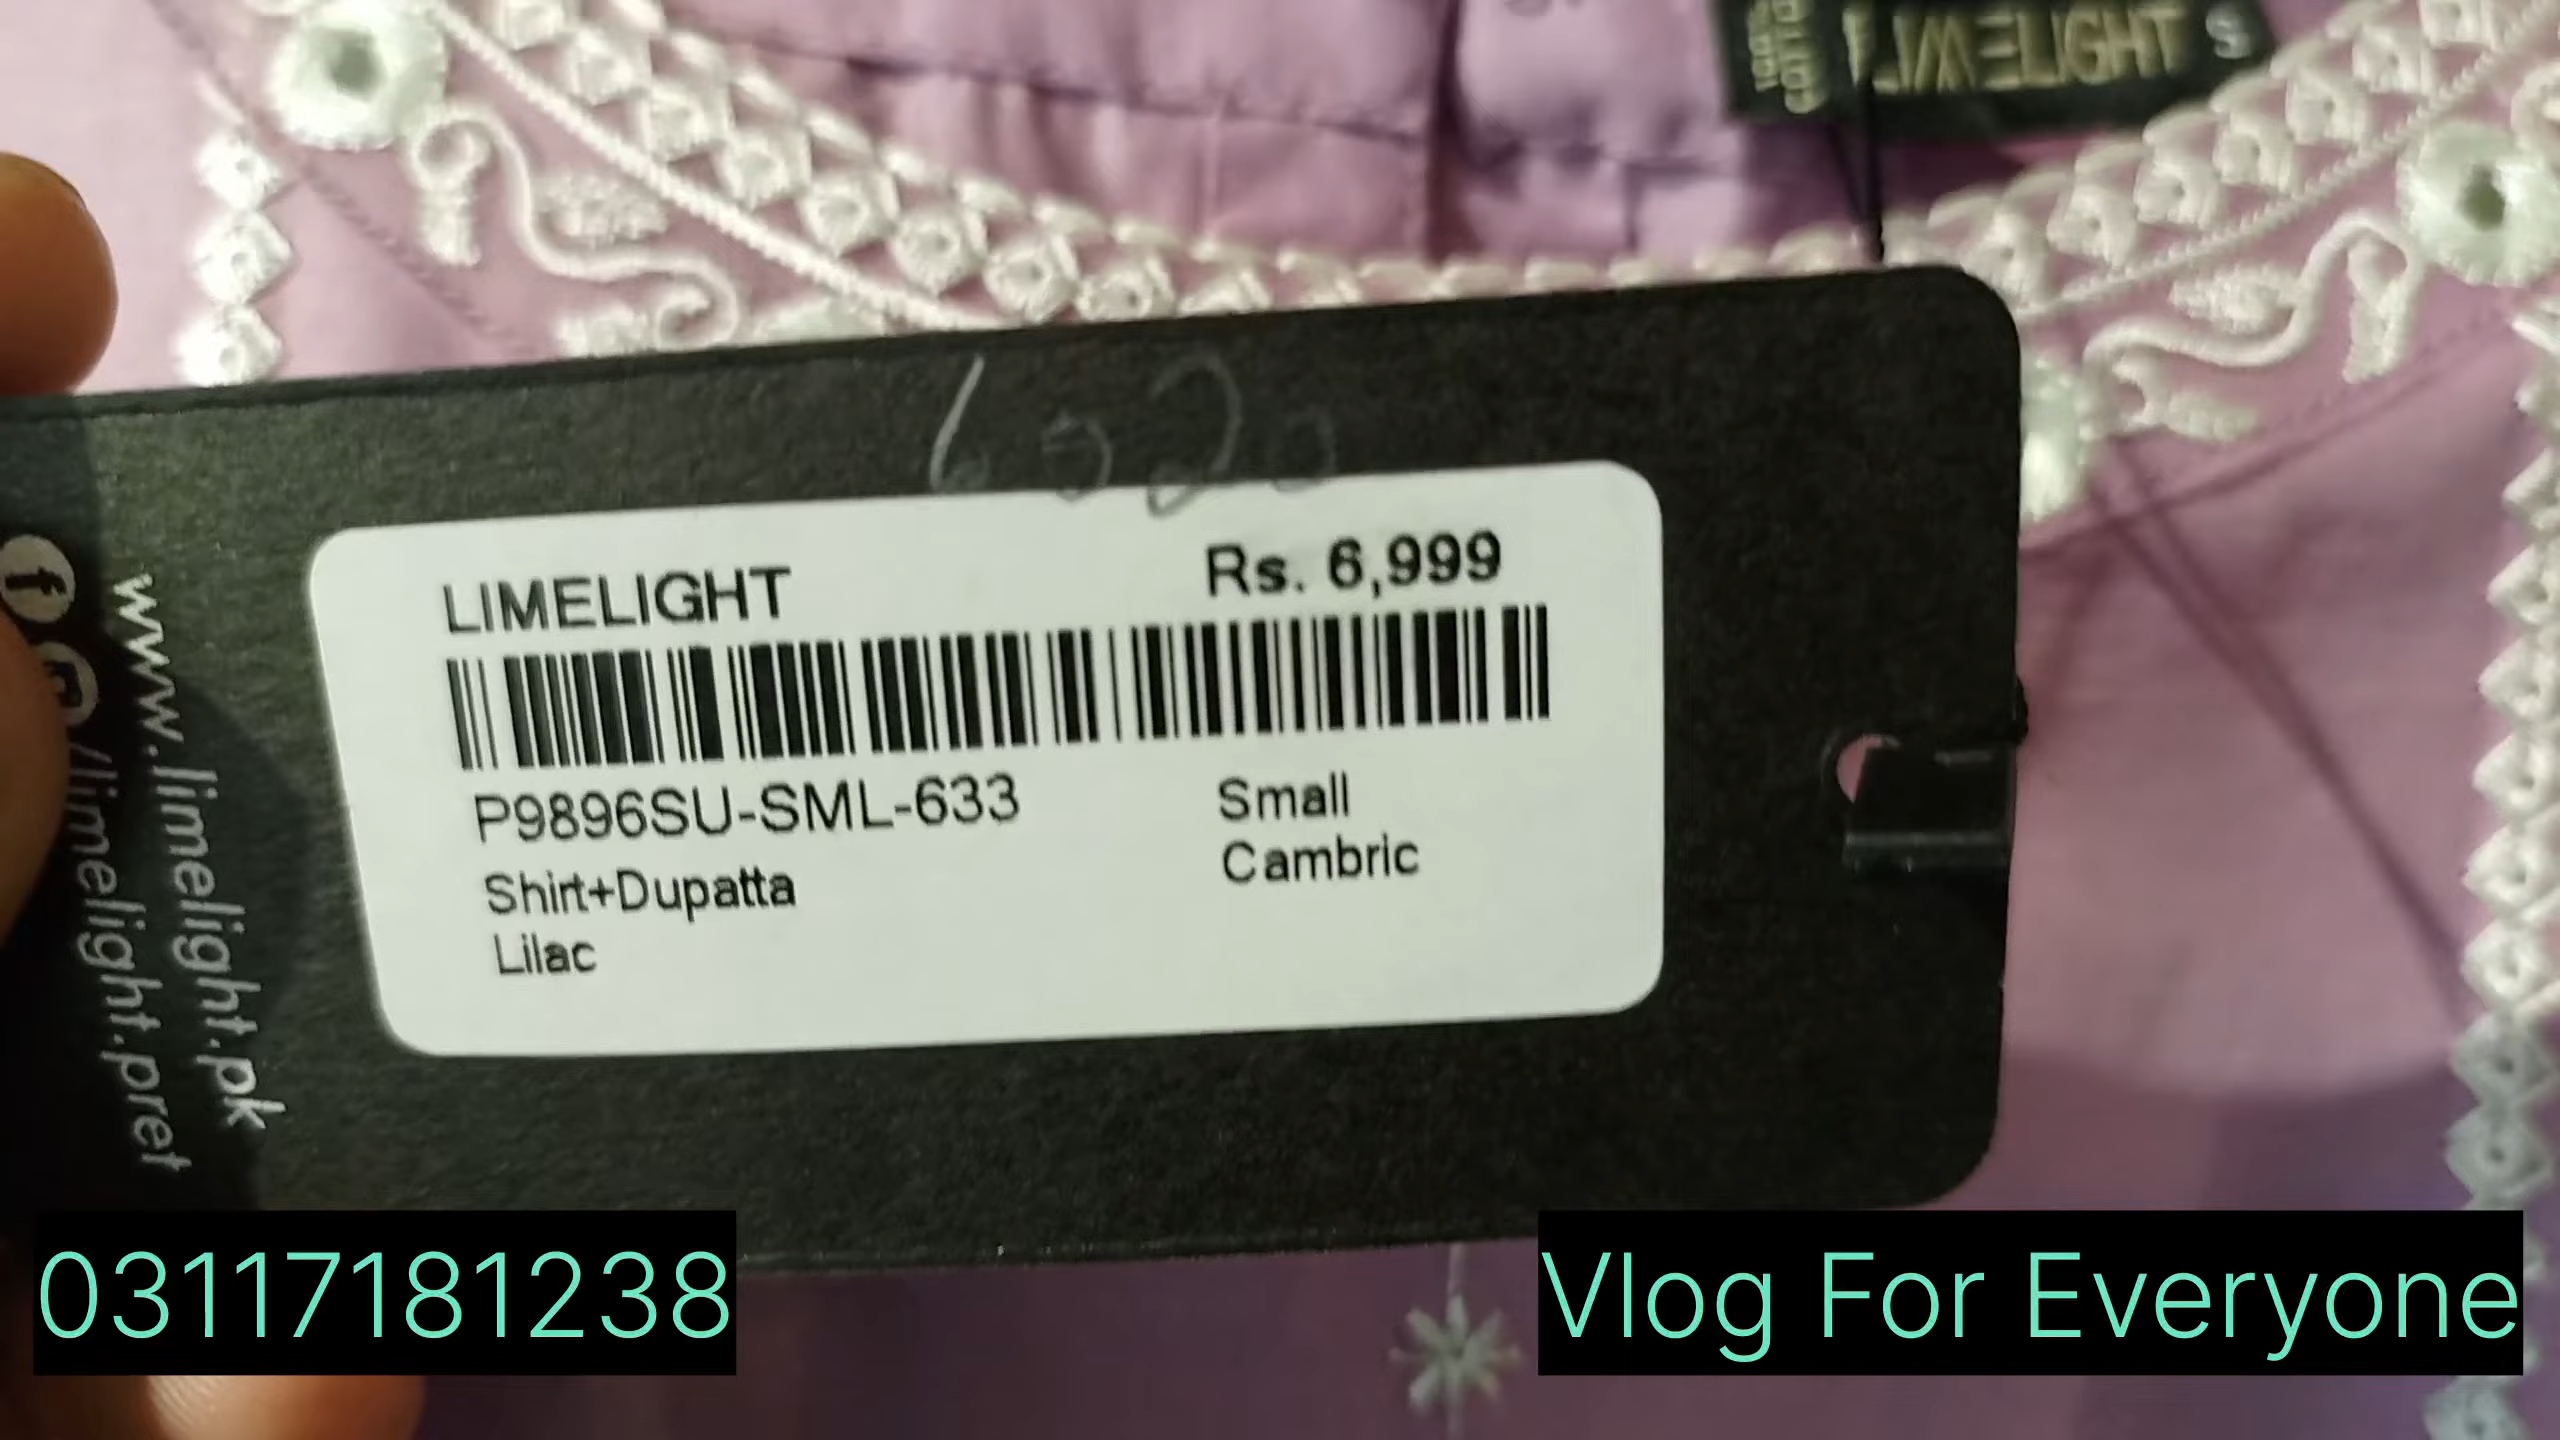 LIMELIGHT S
LIMELIGHT
Rs. 6,999
P9896SU-SML-633
Small
Shirt+Dupatta
Cambric
Lilac
www.limelight.pk
/limelight.pret
03117181238
Vlog For Everyone